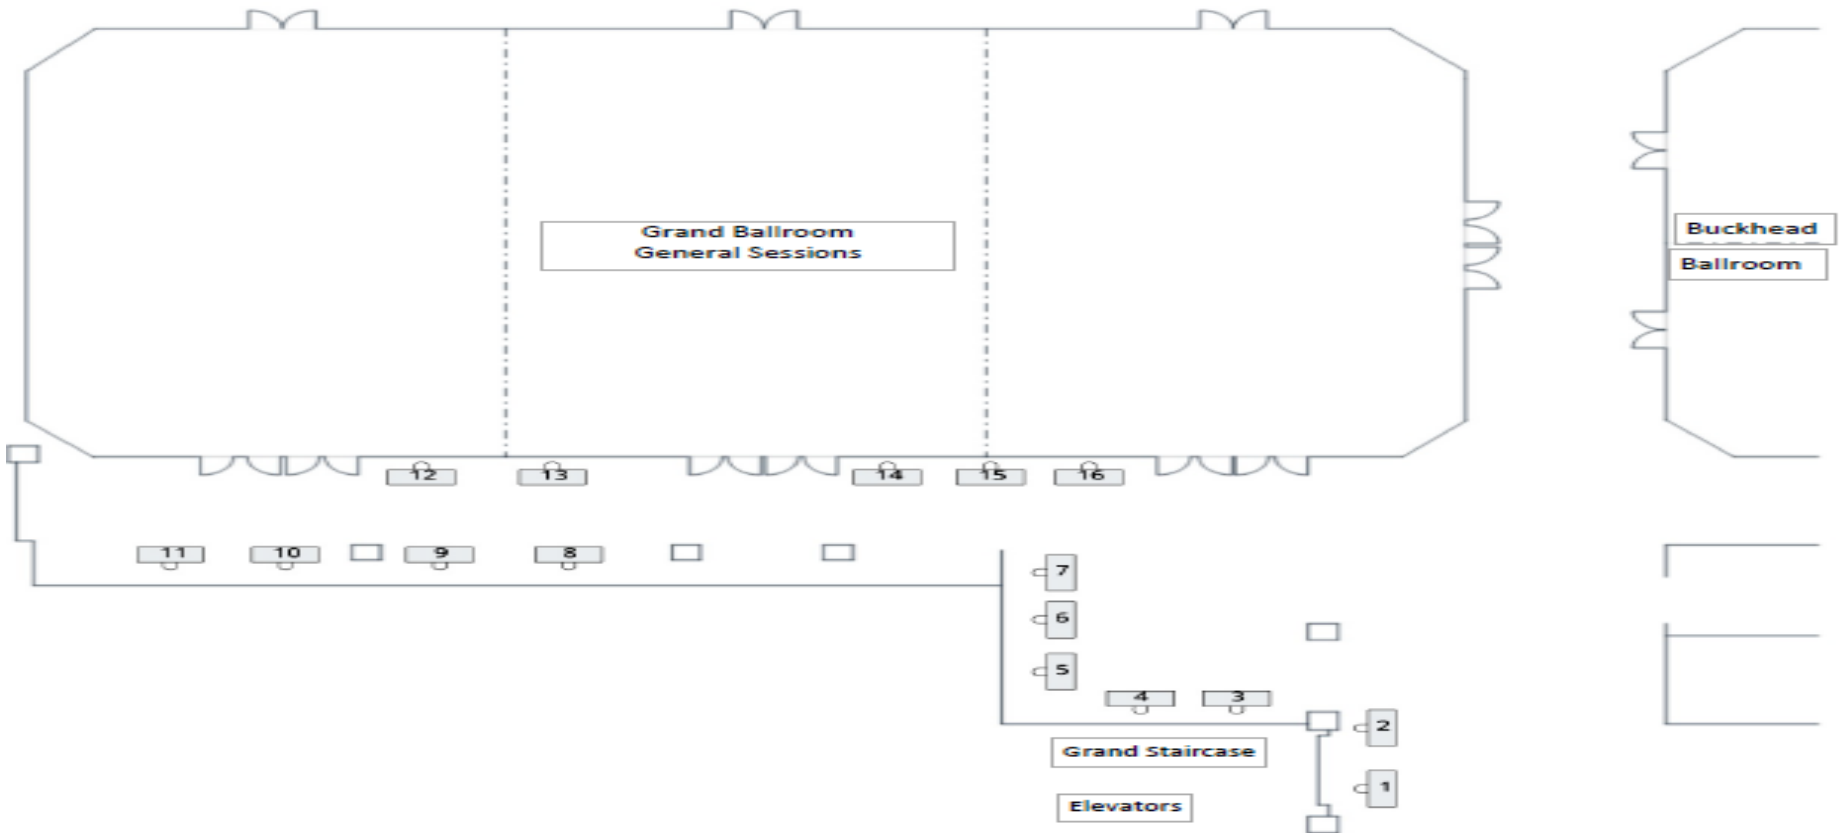 Grand Ballroom
General Sessions
Buckhead
Ballroom
12
13
14
15
16
11
10
9
8
7
6
5
4
3
2
1
Grand Staircase
Elevators